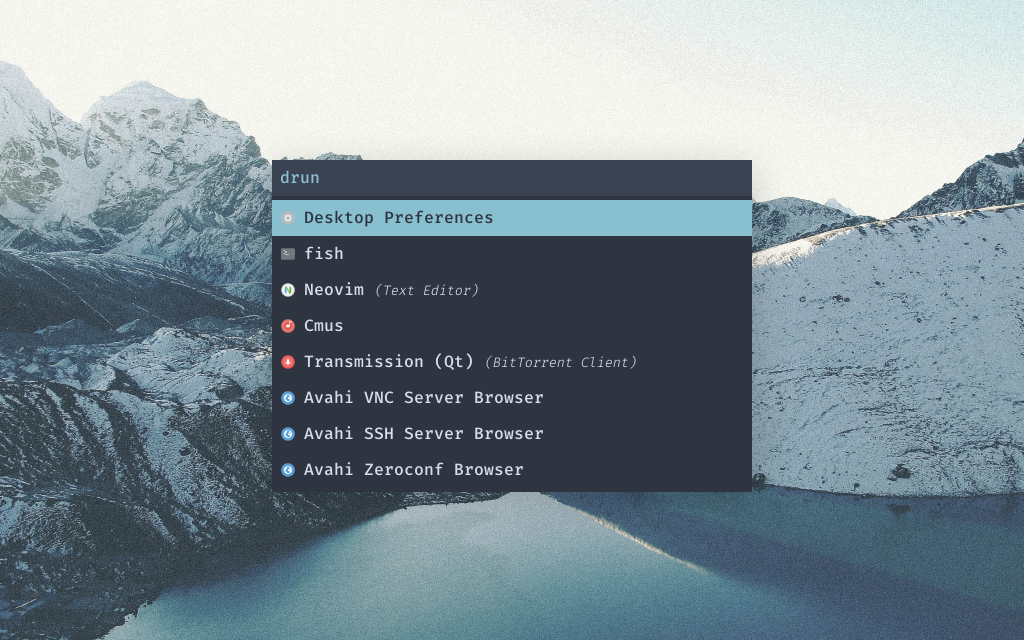 drun
Desktop Preferences
fish
Neovim (Text Editor)
Cmus
Transmission (Qt) (BitTorrent Client)
Avahi VNC Server Browser
Avahi SSH Server Browser
Avahi Zeroconf Browser